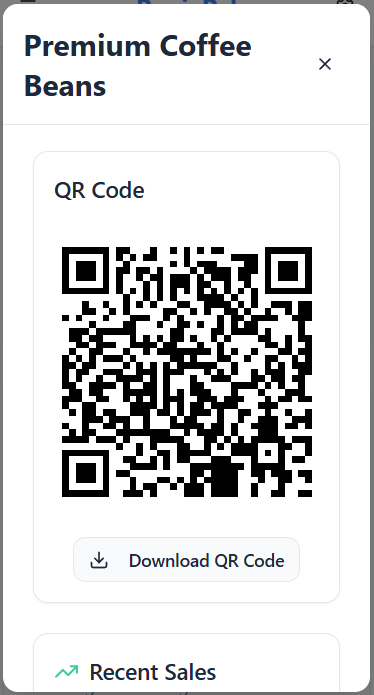 Premium Coffee
Beans
QR Code
Download QR Code
Recent Sales